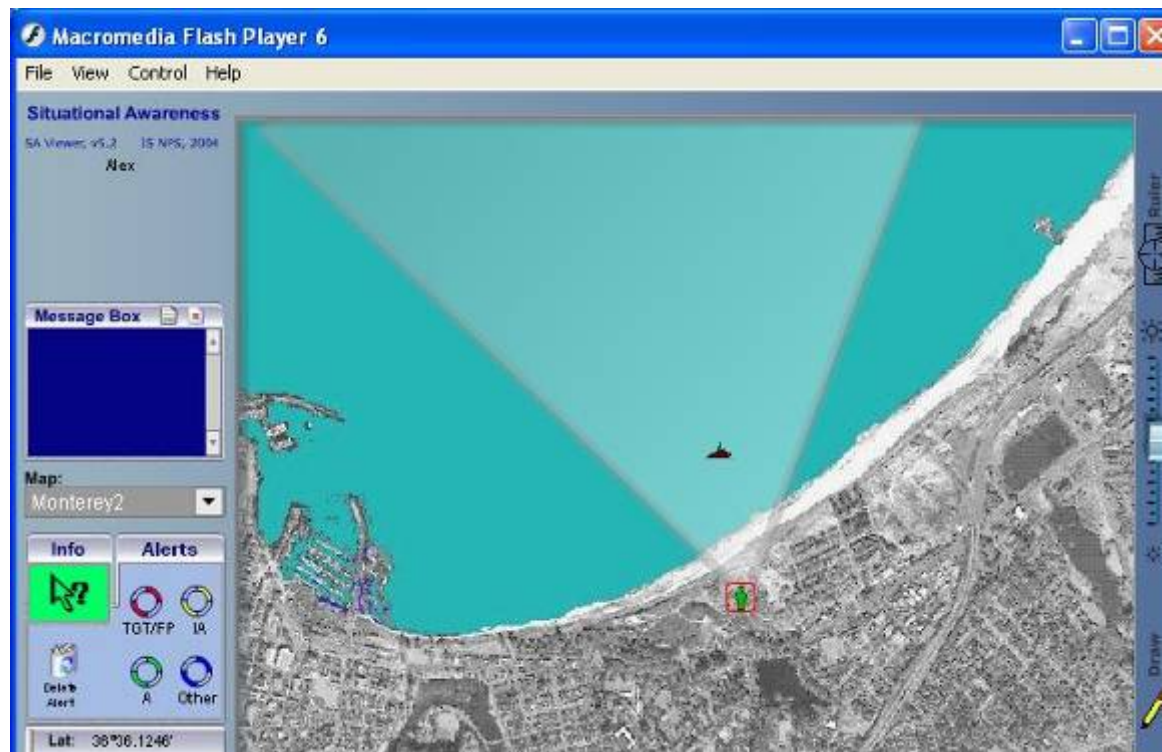 Macromedia Flash Player 6
File View Control Help
Situational Awareness
SA Viewer, v5.2 IS NPS, 2004
Alex
Message Box
Map:
Monterey2
Info Alerts
TGT/FP IA
Delete Alert
A Other
Lat: 36°36.1246'
Ruler
Draw